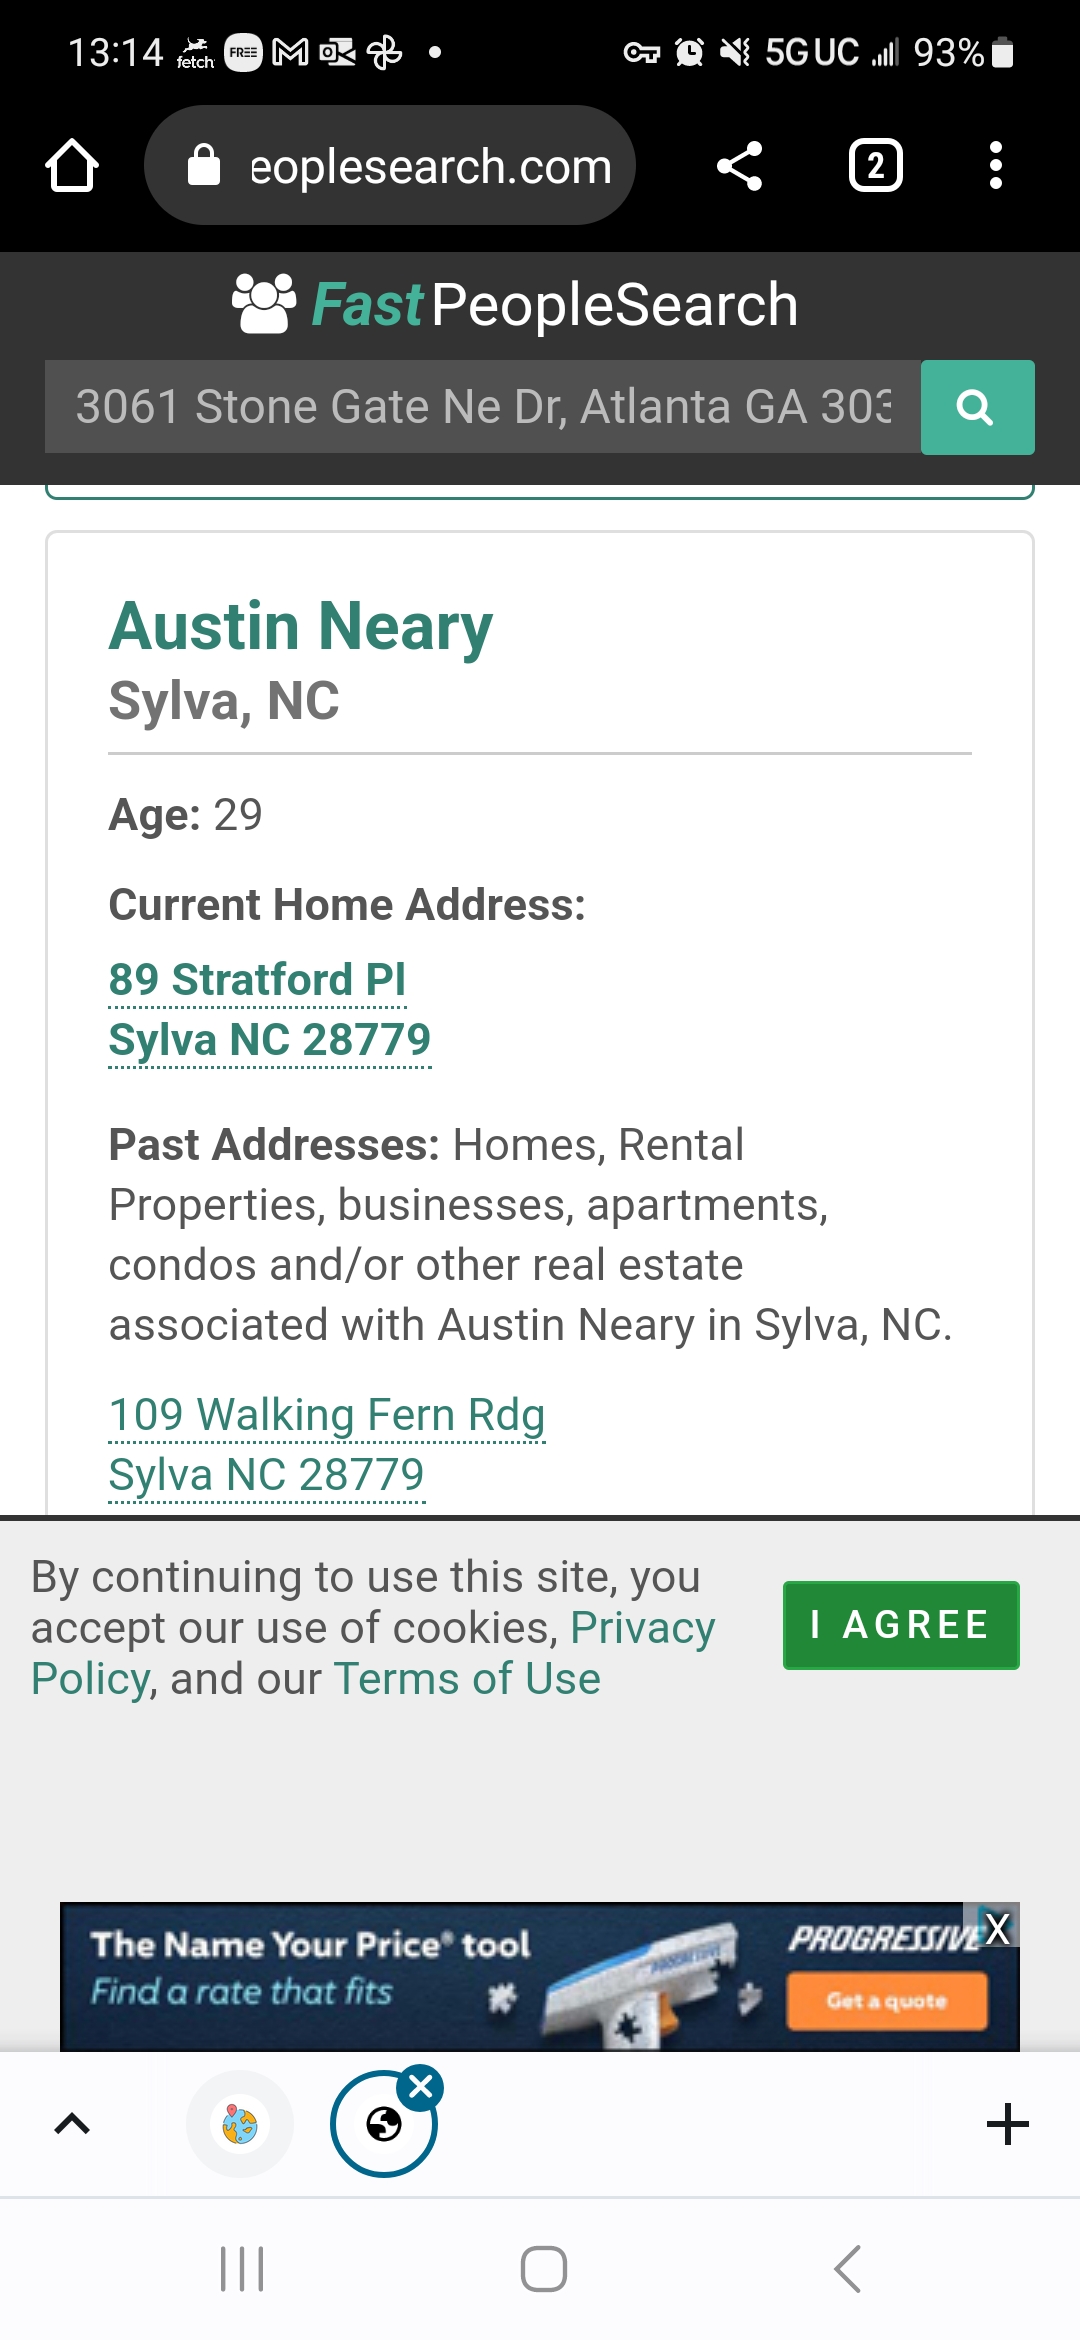 13:14 fetch FREE 5G UC 93%
eoplesearch.com 2
FastPeopleSearch
3061 Stone Gate Ne Dr, Atlanta GA 303
Austin Neary
Sylva, NC
Age: 29
Current Home Address:
89 Stratford Pl
Sylva NC 28779
Past Addresses: Homes, Rental
Properties, businesses, apartments,
condos and/or other real estate
associated with Austin Neary in Sylva, NC.
109 Walking Fern Rdg
Sylva NC 28779
By continuing to use this site, you
accept our use of cookies, Privacy
Policy, and our Terms of Use
I AGREE
The Name Your Price® tool
Find a rate that fits
PROGRESSIVE
X
Get a quote